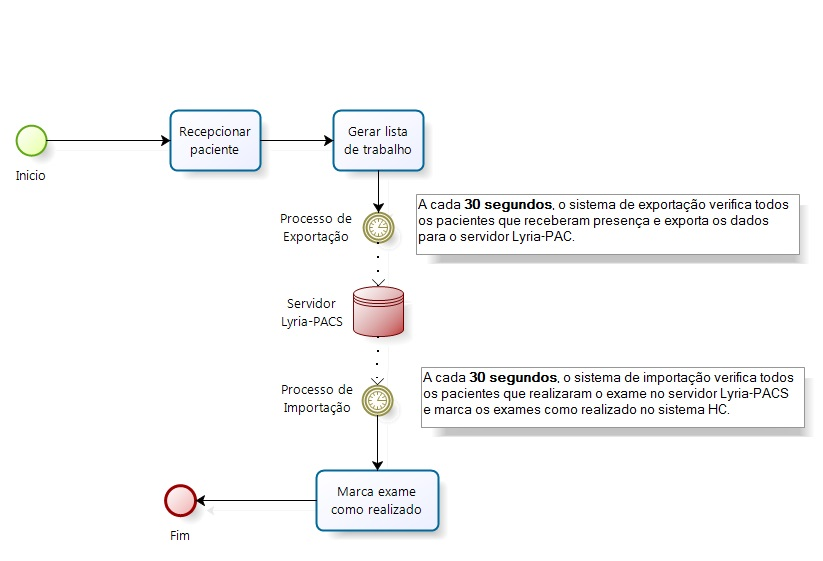 Recepcionar
paciente
Gerar lista
de trabalho
Inicio
Processo de
Exportação
A cada 30 segundos, o sistema de exportação verifica todos
os pacientes que receberam presença e exporta os dados
para o servidor Lyria-PAC.
Servidor
Lyria-PACS
Processo de
Importação
A cada 30 segundos, o sistema de importação verifica todos
os pacientes que realizaram o exame no servidor Lyria-PACS
e marca os exames como realizado no sistema HC.
Marca exame
como realizado
Fim